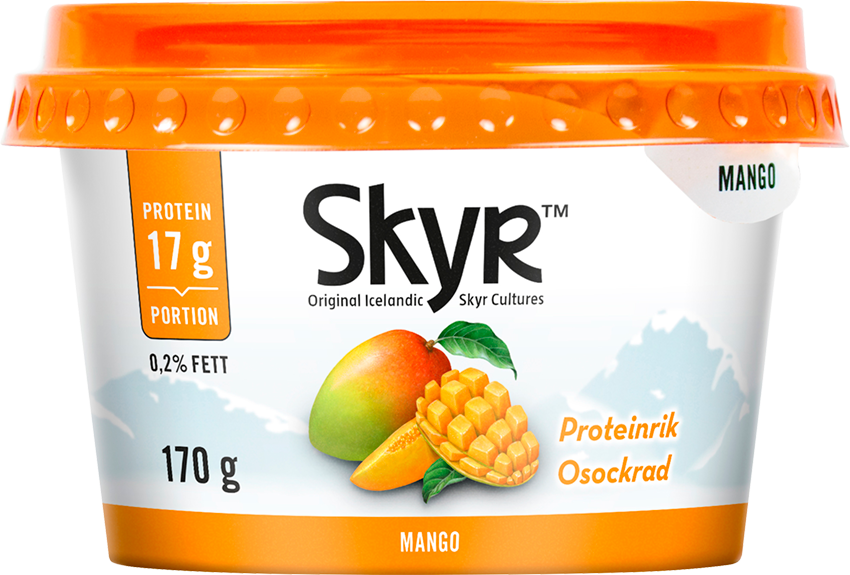 MANGO
PROTEIN
17 g
PORTION
0,2% FETT
Skyr™
Original Icelandic Skyr Cultures
Proteinrik
Osockrad
170 g
MANGO